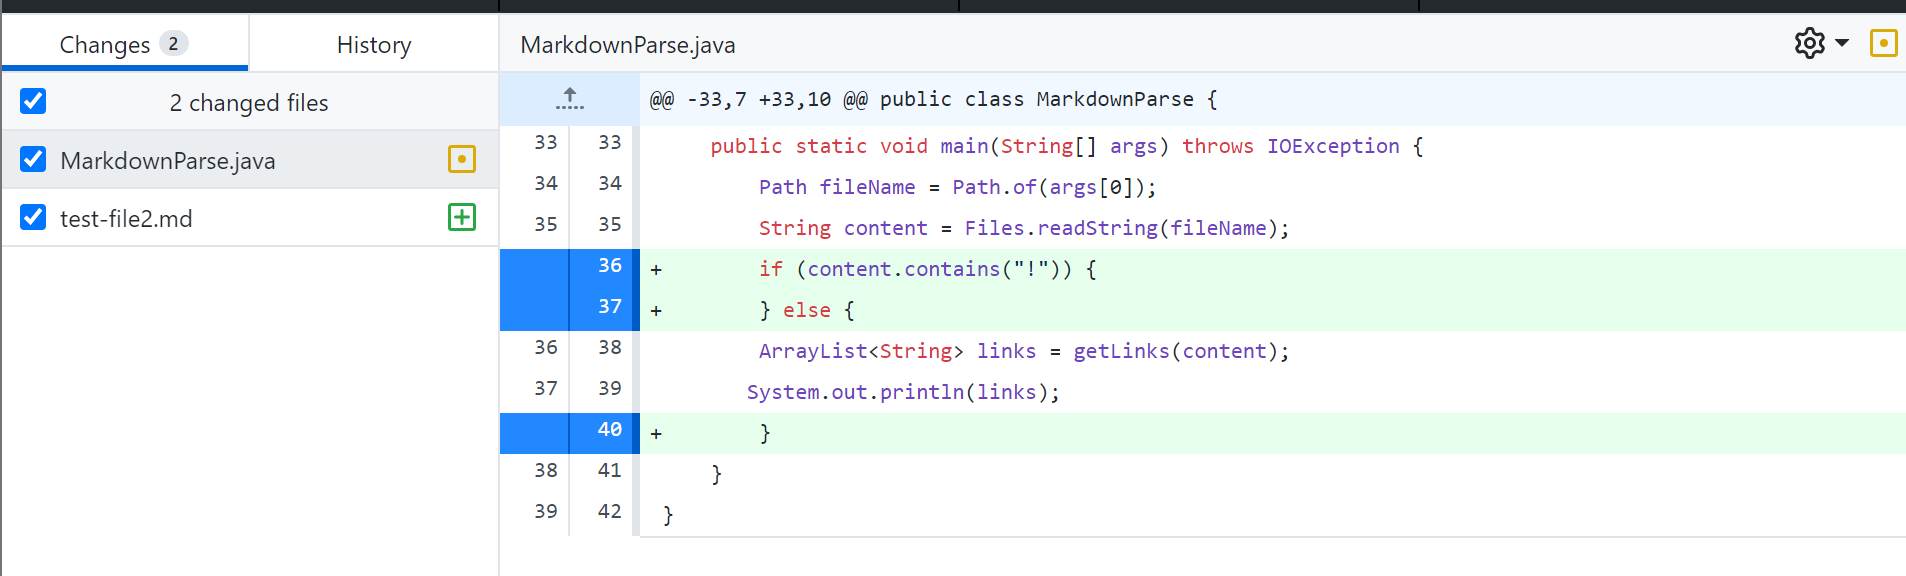 Changes 2
History
MarkdownParse.java
2 changed files
MarkdownParse.java
test-file2.md
@@ -33,7 +33,10 @@ public class MarkdownParse {
33 33 public static void main(String[] args) throws IOException {
34 34 Path fileName = Path.of(args[0]);
35 35 String content = Files.readString(fileName);
36 + if (content.contains("!")) {
37 + } else {
36 38 ArrayList<String> links = getLinks(content);
37 39 System.out.println(links);
40 + }
38 41 }
39 42 }